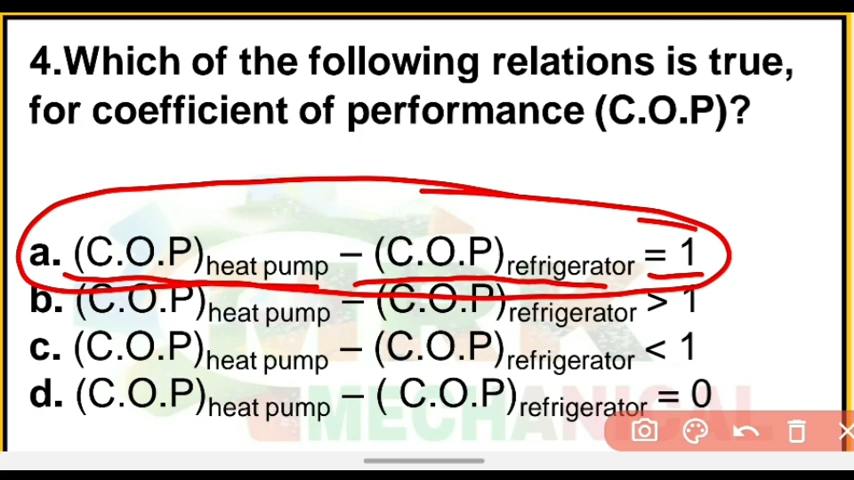 4.Which of the following relations is true,
for coefficient of performance (C.O.P)?
a. (C.O.P)heat pump – (C.O.P)refrigerator = 1
b. (C.O.P)heat pump – (C.O.P)refrigerator > 1
c. (C.O.P)heat pump – (C.O.P)refrigerator < 1
d. (C.O.P)heat pump – ( C.O.P)refrigerator = 0
MECHANICAL